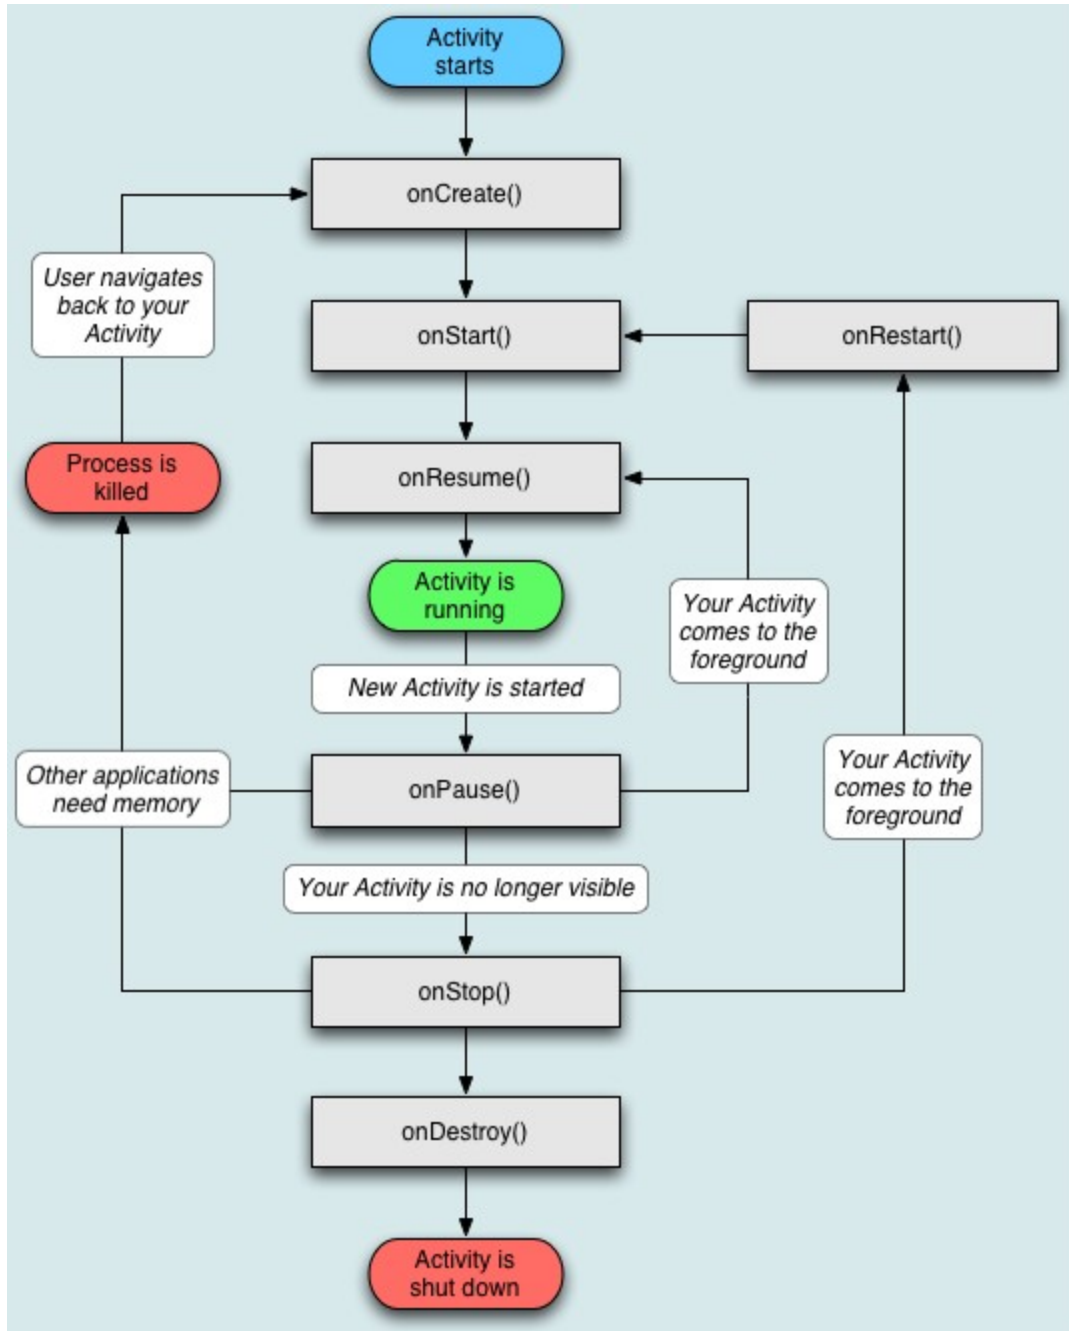 Activity
starts
onCreate()
User navigates
back to your
Activity
onStart()
onRestart()
Process is
killed
onResume()
Activity is
running
Your Activity
comes to the
foreground
New Activity is started
Other applications
need memory
onPause()
Your Activity
comes to the
foreground
Your Activity is no longer visible
onStop()
onDestroy()
Activity is
shut down